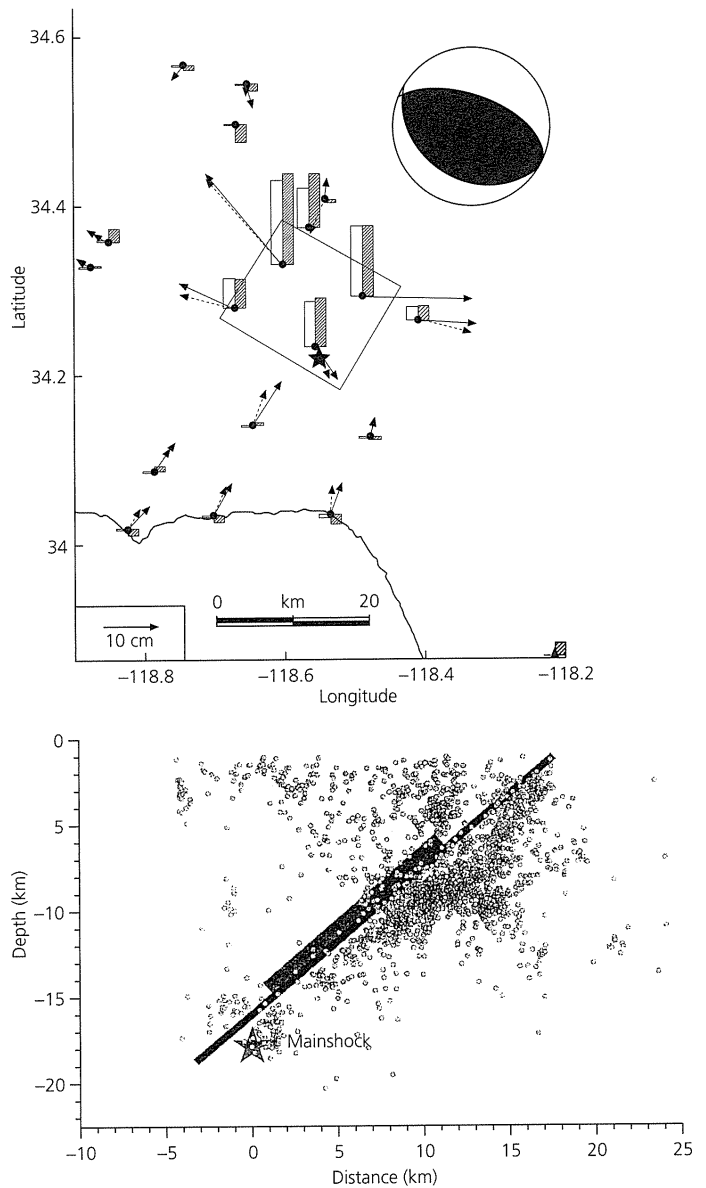 34.6
34.4
Latitude
34.2
34
0 km 20
10 cm
−118.8 −118.6 −118.4 −118.2
Longitude
0
−5
−10
Depth (km)
−15
Mainshock
−20
−10 −5 0 5 10 15 20 25
Distance (km)